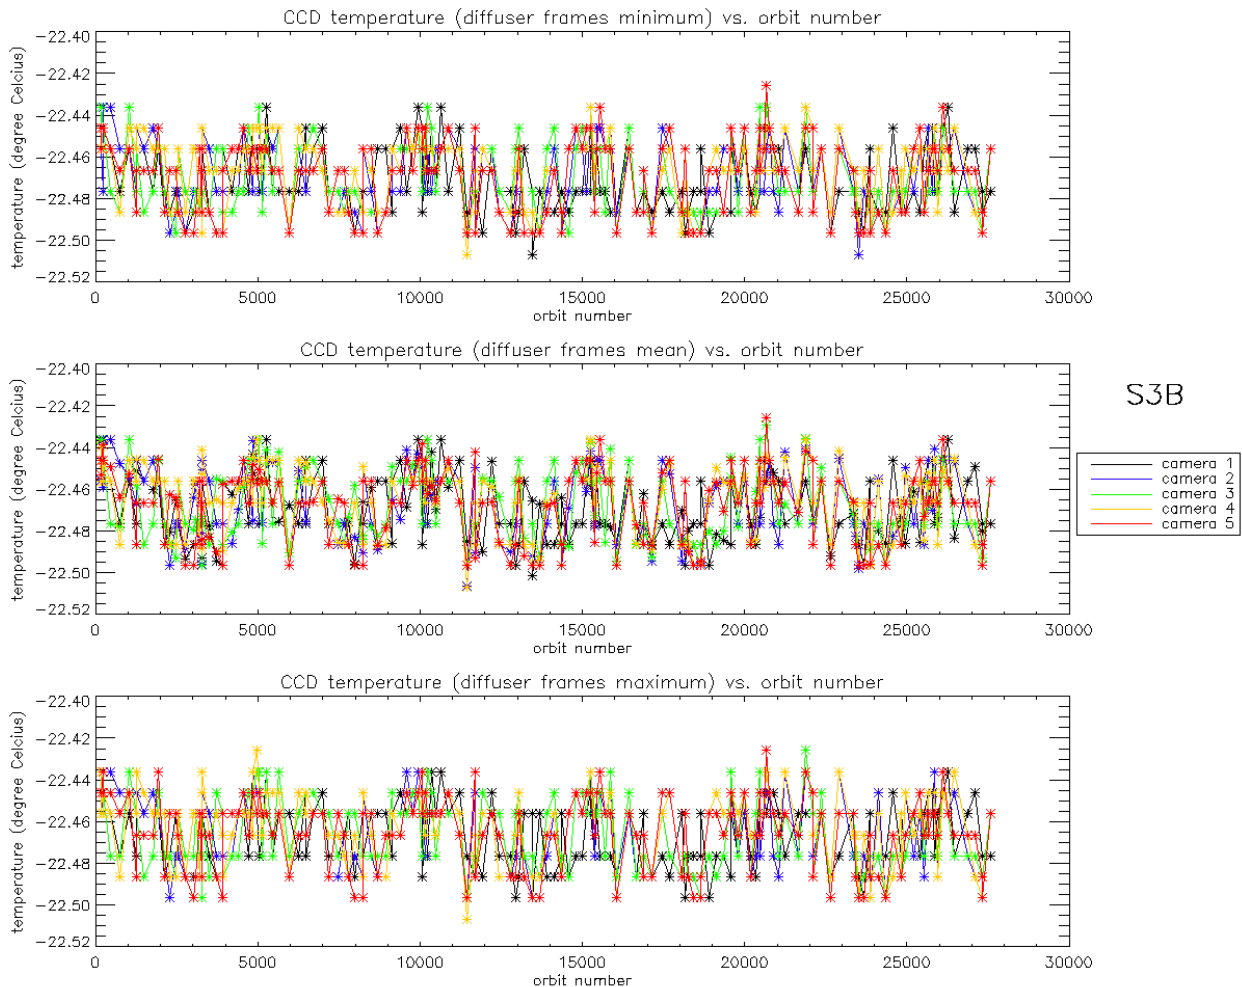 CCD temperature (diffuser frames minimum) vs. orbit number
temperature (degree Celcius)
-22.40
-22.42
-22.44
-22.46
-22.48
-22.50
-22.52
0 5000 10000 15000 20000 25000 30000
orbit number
CCD temperature (diffuser frames mean) vs. orbit number
temperature (degree Celcius)
-22.40
-22.42
-22.44
-22.46
-22.48
-22.50
-22.52
0 5000 10000 15000 20000 25000 30000
orbit number
S3B
camera 1
camera 2
camera 3
camera 4
camera 5
CCD temperature (diffuser frames maximum) vs. orbit number
temperature (degree Celcius)
-22.40
-22.42
-22.44
-22.46
-22.48
-22.50
-22.52
0 5000 10000 15000 20000 25000 30000
orbit number